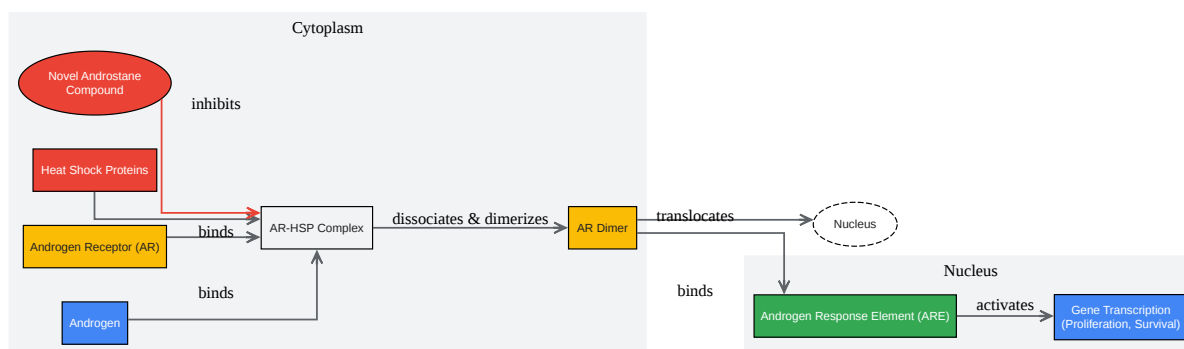 Cytoplasm
Novel Androstane
Compound
inhibits
Heat Shock Proteins
Androgen Receptor (AR)
binds
AR-HSP Complex
dissociates & dimerizes
AR Dimer
translocates
Nucleus
binds
Androgen
binds
Nucleus
Androgen Response Element (ARE)
activates
Gene Transcription
(Proliferation, Survival)